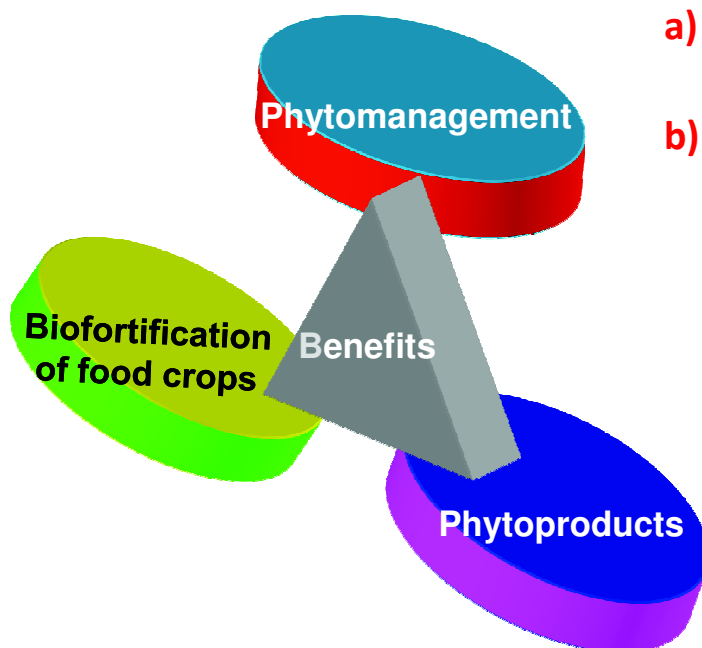 a)
Phytomanagement
b)
Biofortification
of food crops
Benefits
Phytoproducts